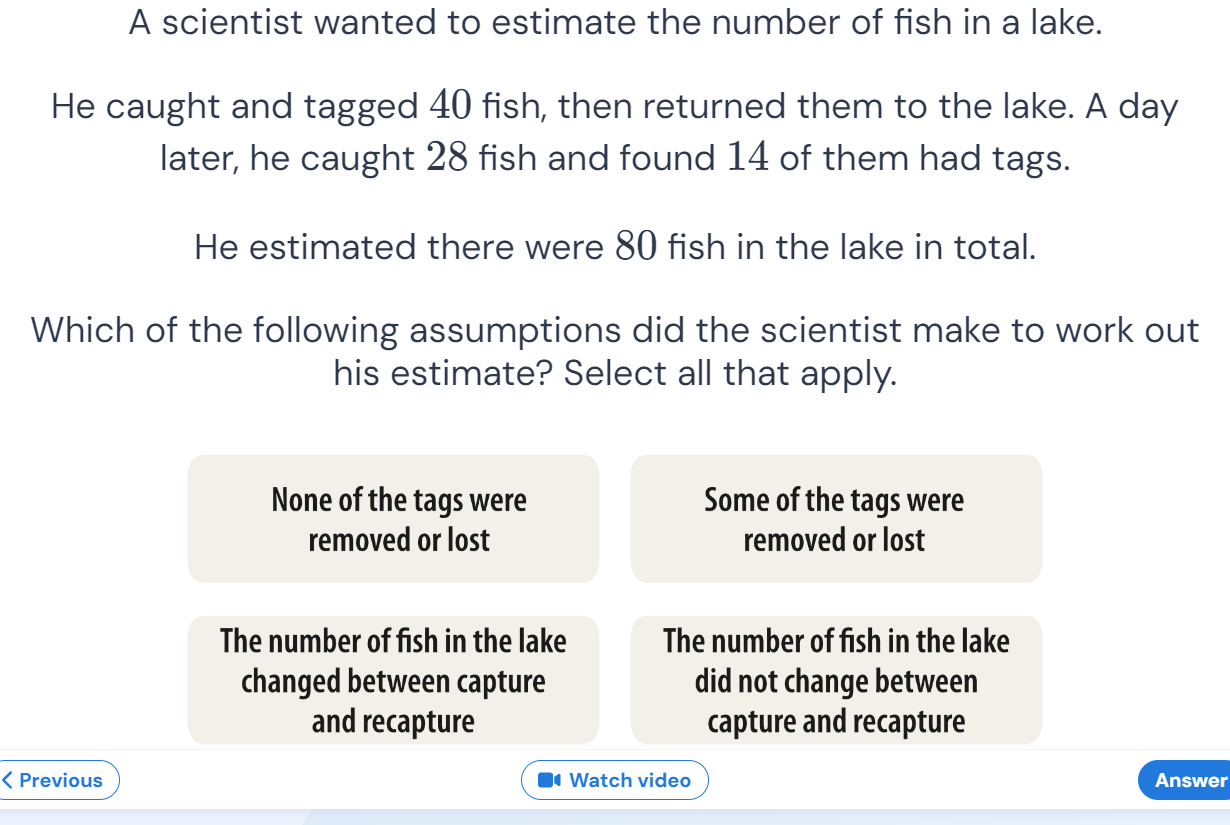 A scientist wanted to estimate the number of fish in a lake.
He caught and tagged 40 fish, then returned them to the lake. A day
later, he caught 28 fish and found 14 of them had tags.
He estimated there were 80 fish in the lake in total.
Which of the following assumptions did the scientist make to work out
his estimate? Select all that apply.
None of the tags were
removed or lost
Some of the tags were
removed or lost
The number of fish in the lake
changed between capture
and recapture
The number of fish in the lake
did not change between
capture and recapture
Previous
Watch video
Answer